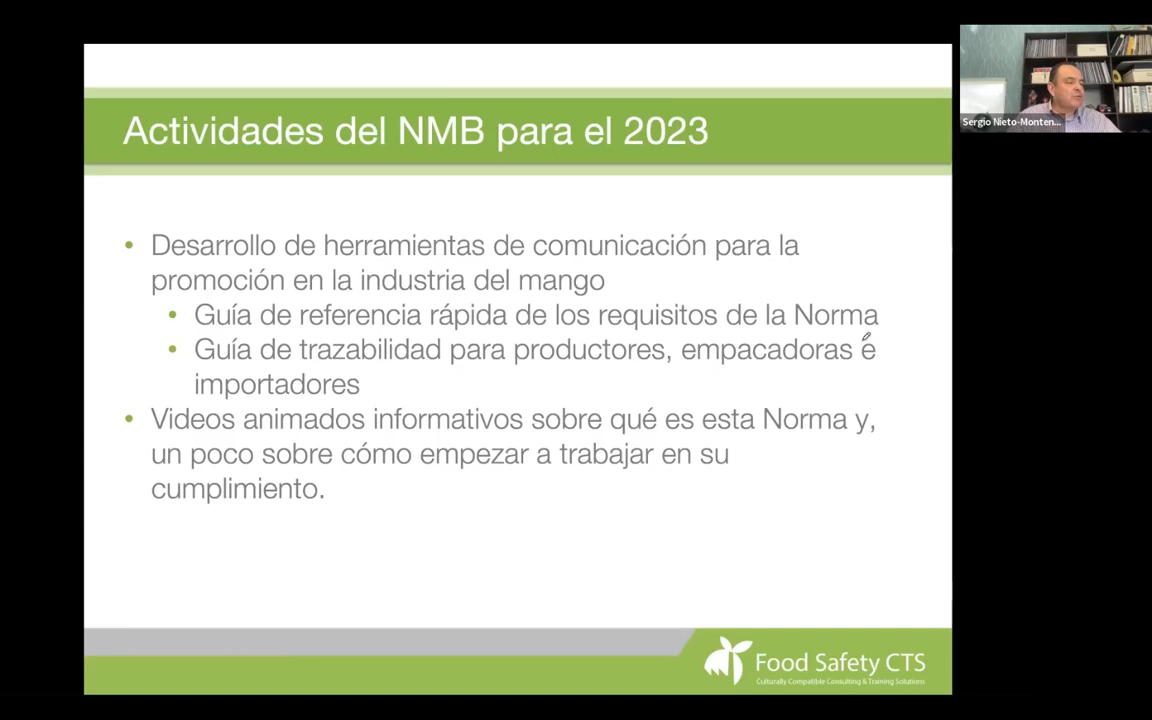 Actividades del NMB para el 2023
Sergio Nieto-Monten...
• Desarrollo de herramientas de comunicación para la
promoción en la industria del mango
• Guía de referencia rápida de los requisitos de la Norma
• Guía de trazabilidad para productores, empacadoras e
importadores
• Videos animados informativos sobre qué es esta Norma y,
un poco sobre cómo empezar a trabajar en su
cumplimiento.
Food Safety CTS
Culturally Compatible Consulting & Training Solutions